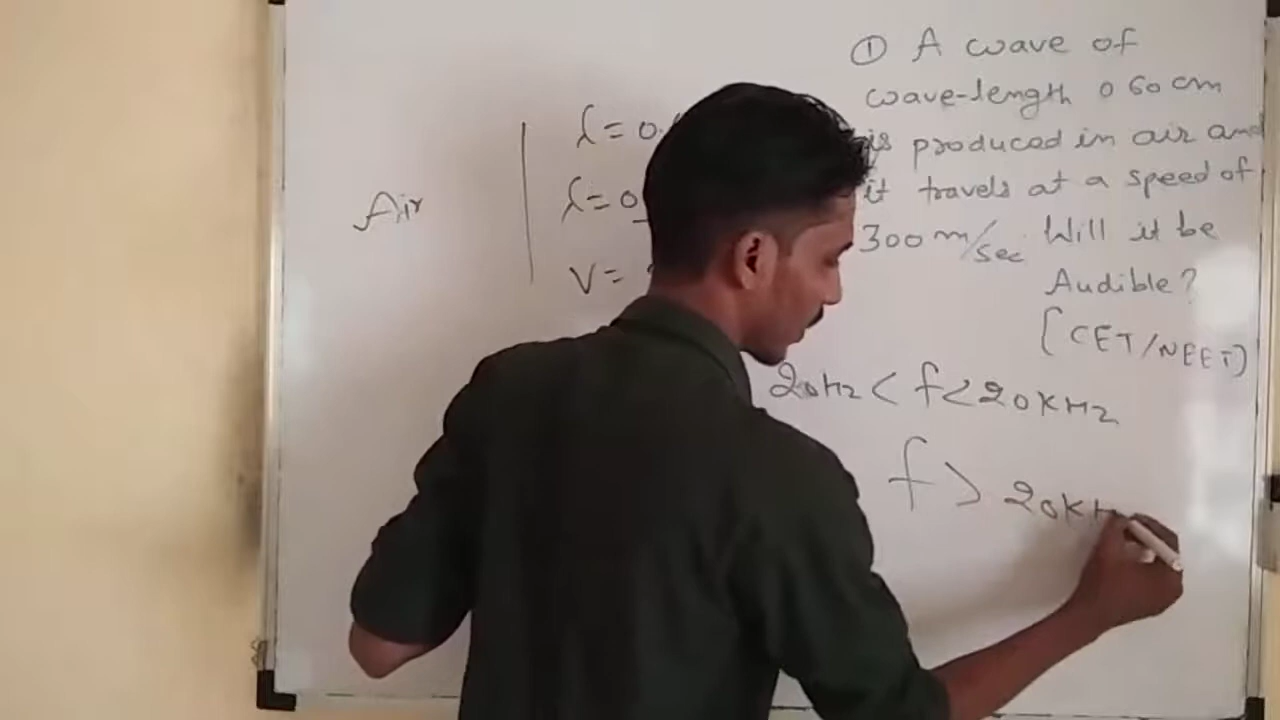 ① A wave of
wave-length 0 60 cm
is produced in air and
it travels at a speed of
300 m/sec. Will it be
Audible?
[CET/NEET)
Air
λ = 0.
λ = 0
V =
20Hz < f < 20KHz
f > 20KH